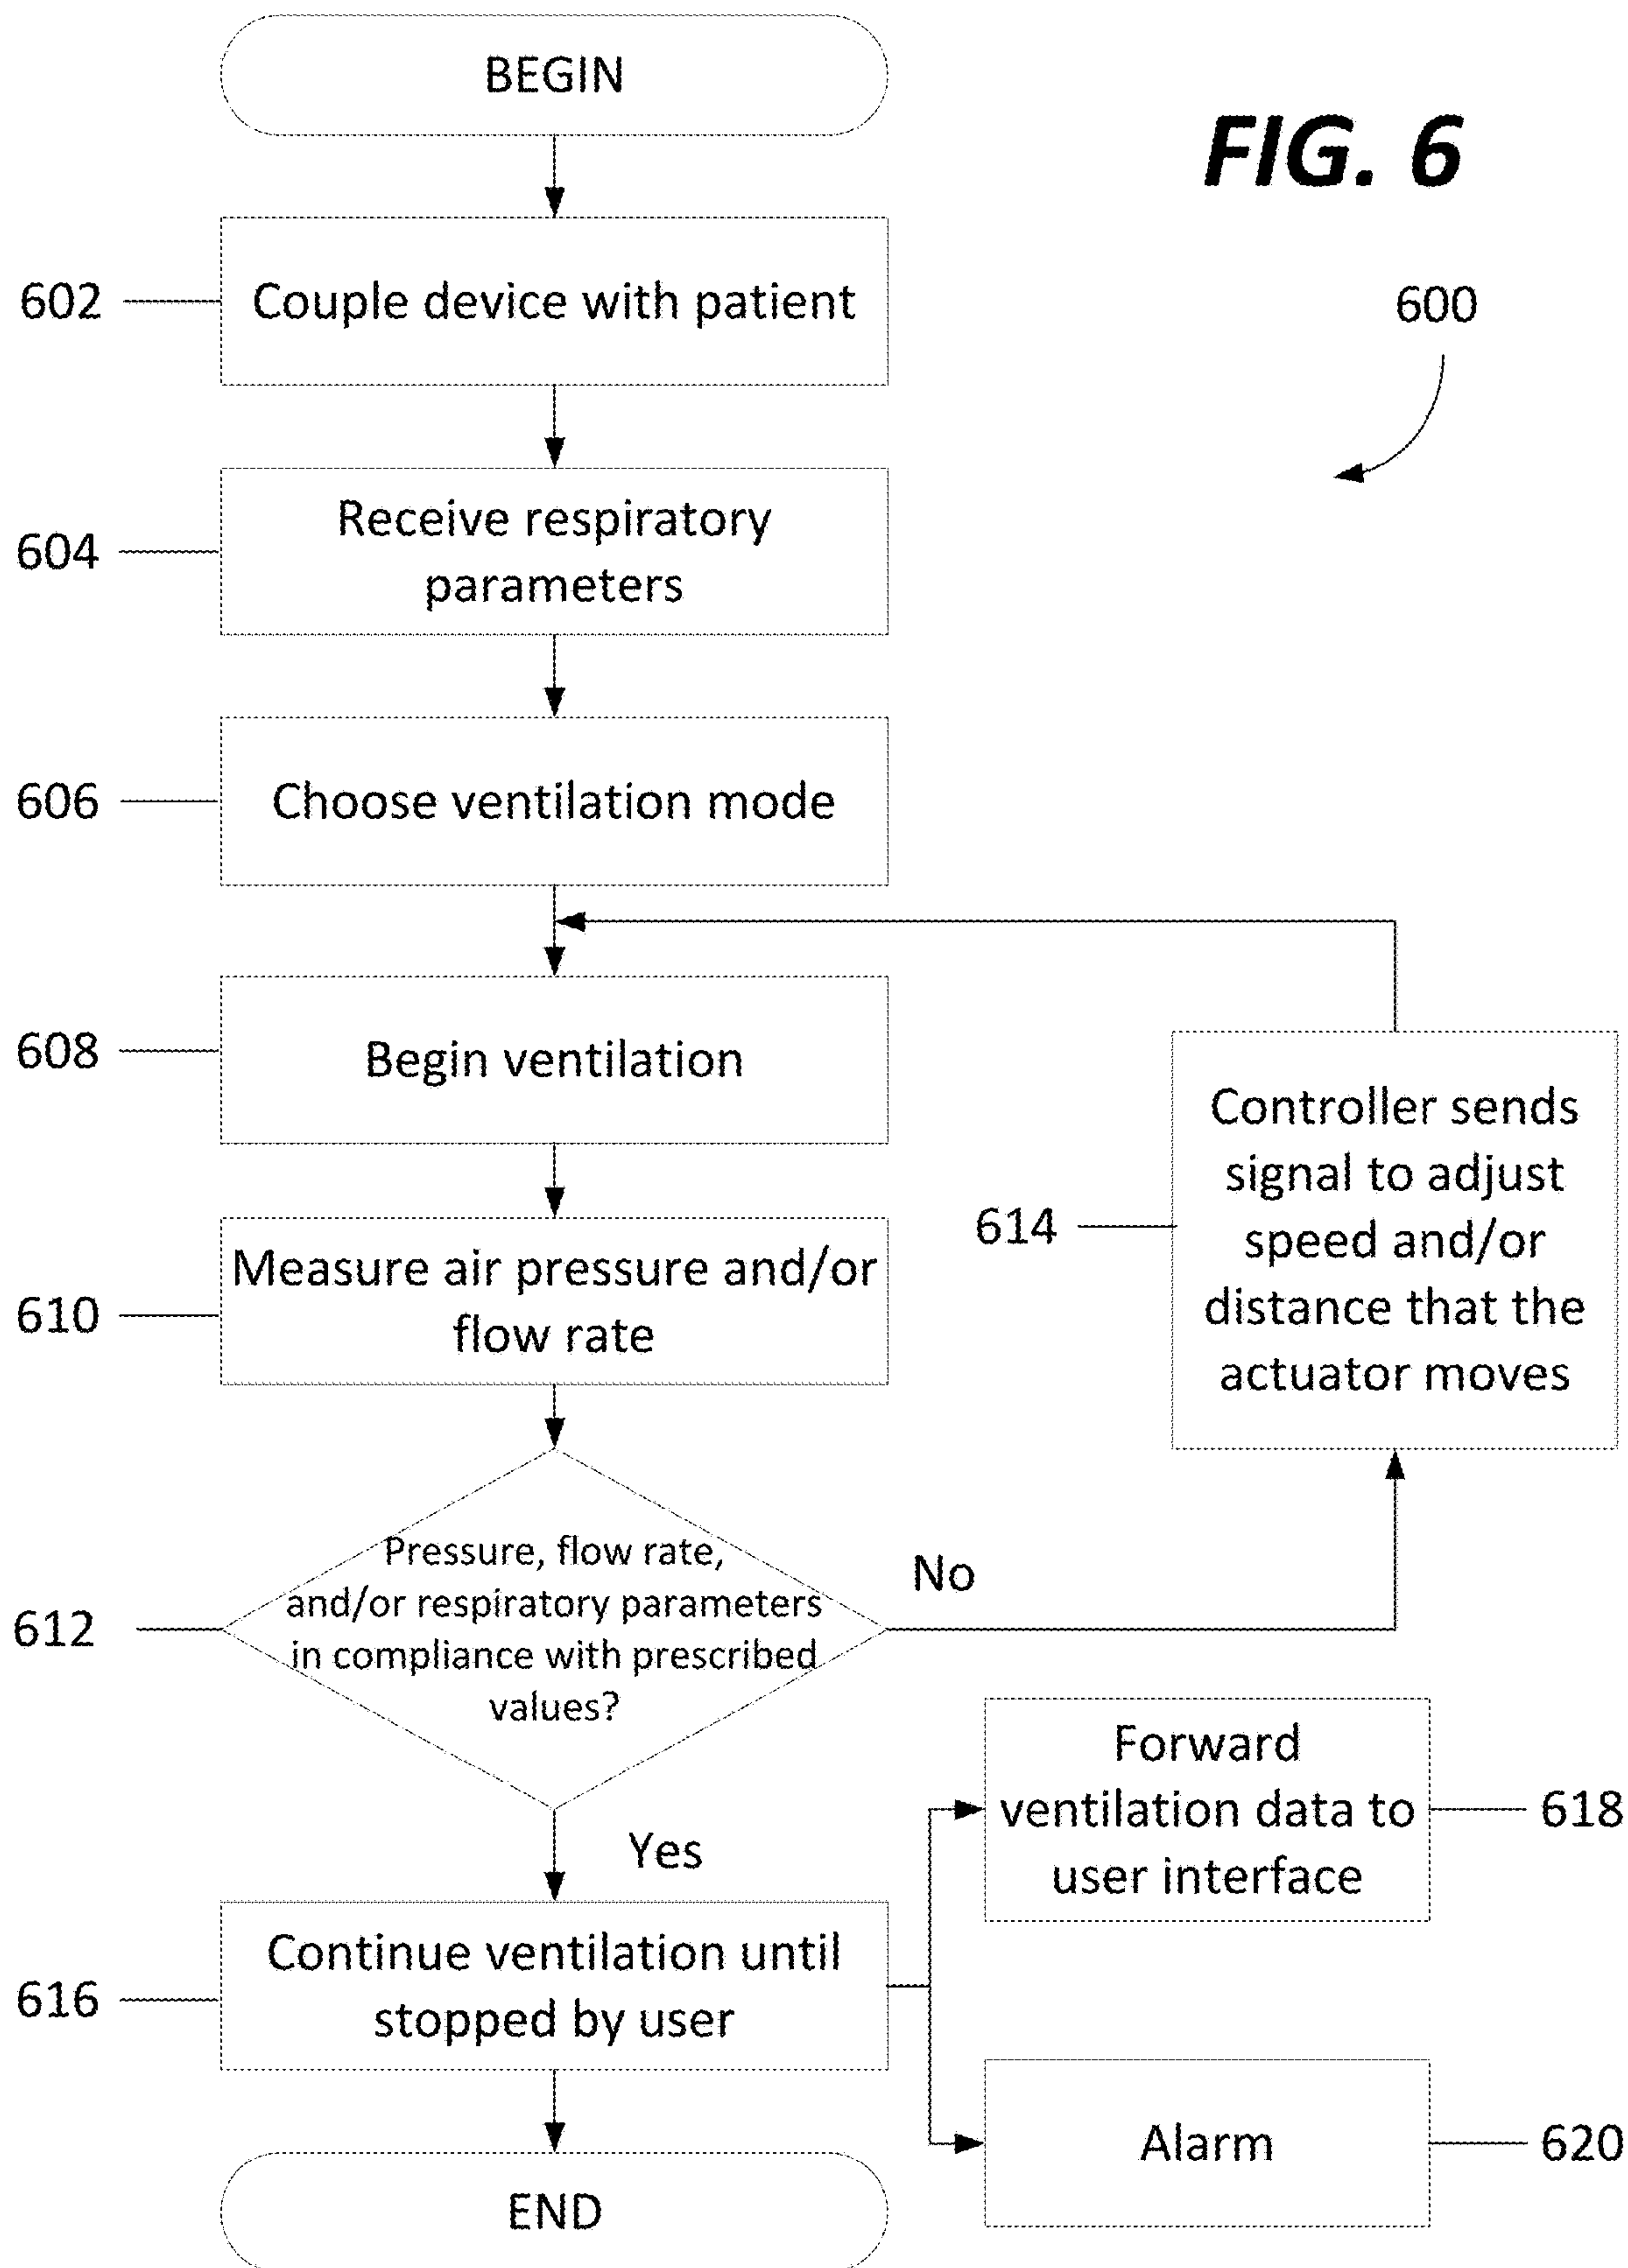 BEGIN
FIG. 6
602
Couple device with patient
600
604
Receive respiratory
parameters
606
Choose ventilation mode
608
Begin ventilation
614
Controller sends
signal to adjust
speed and/or
distance that the
actuator moves
610
Measure air pressure and/or
flow rate
612
Pressure, flow rate,
and/or respiratory parameters
in compliance with prescribed
values?
No
Yes
Forward
ventilation data to
user interface
618
616
Continue ventilation until
stopped by user
Alarm
620
END